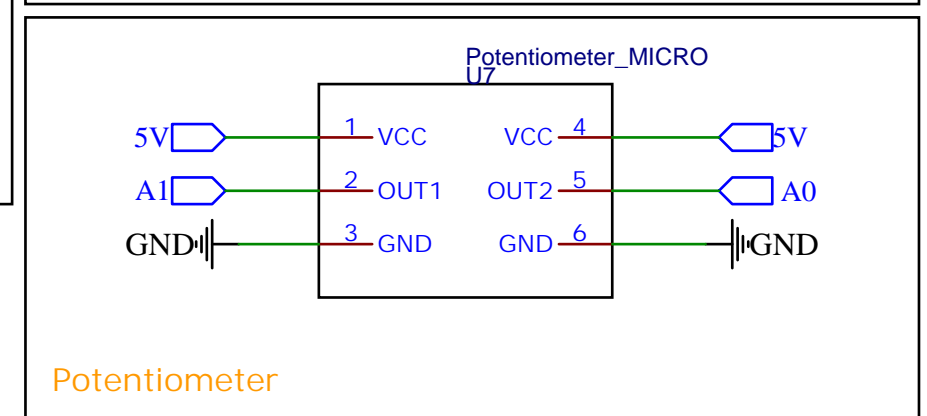 Potentiometer_MICRO
U7
5V 1 VCC VCC 4 5V
A1 2 OUT1 OUT2 5 A0
GND 3 GND GND 6 GND
Potentiometer